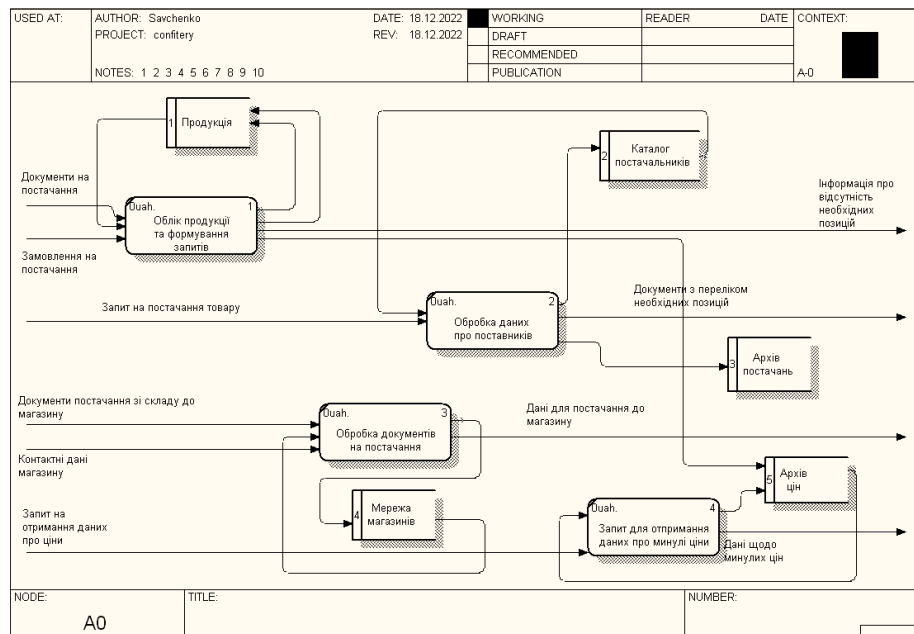 USED AT:
AUTHOR: Savchenko
DATE: 18.12.2022
WORKING
READER
DATE
CONTEXT:
PROJECT: confitery
REV: 18.12.2022
DRAFT
RECOMMENDED
NOTES: 1 2 3 4 5 6 7 8 9 10
PUBLICATION
A-0
1
Продукція
2
Каталог
постачальників
Документи на
постачання
Інформація про
відсутність
необхідних
позицій
0uah.
1
Облік продукції
та формування
запитів
Замовлення на
постачання
Документи з переліком
необхідних позицій
Запит на постачання товару
0uah.
2
Обробка даних
про поставників
3
Архів
постачань
Документи постачання зі складу до
магазину
0uah.
3
Обробка документів
на постачання
Дані для постачання до
магазину
Контактні дані
магазину
5
Архів
цін
4
Мережа
магазинів
Запит на
отримання даних
про ціни
0uah.
4
Запит для отпримання
даних про минулі ціни
Дані щодо
минулих цін
NODE:
TITLE:
NUMBER:
A0